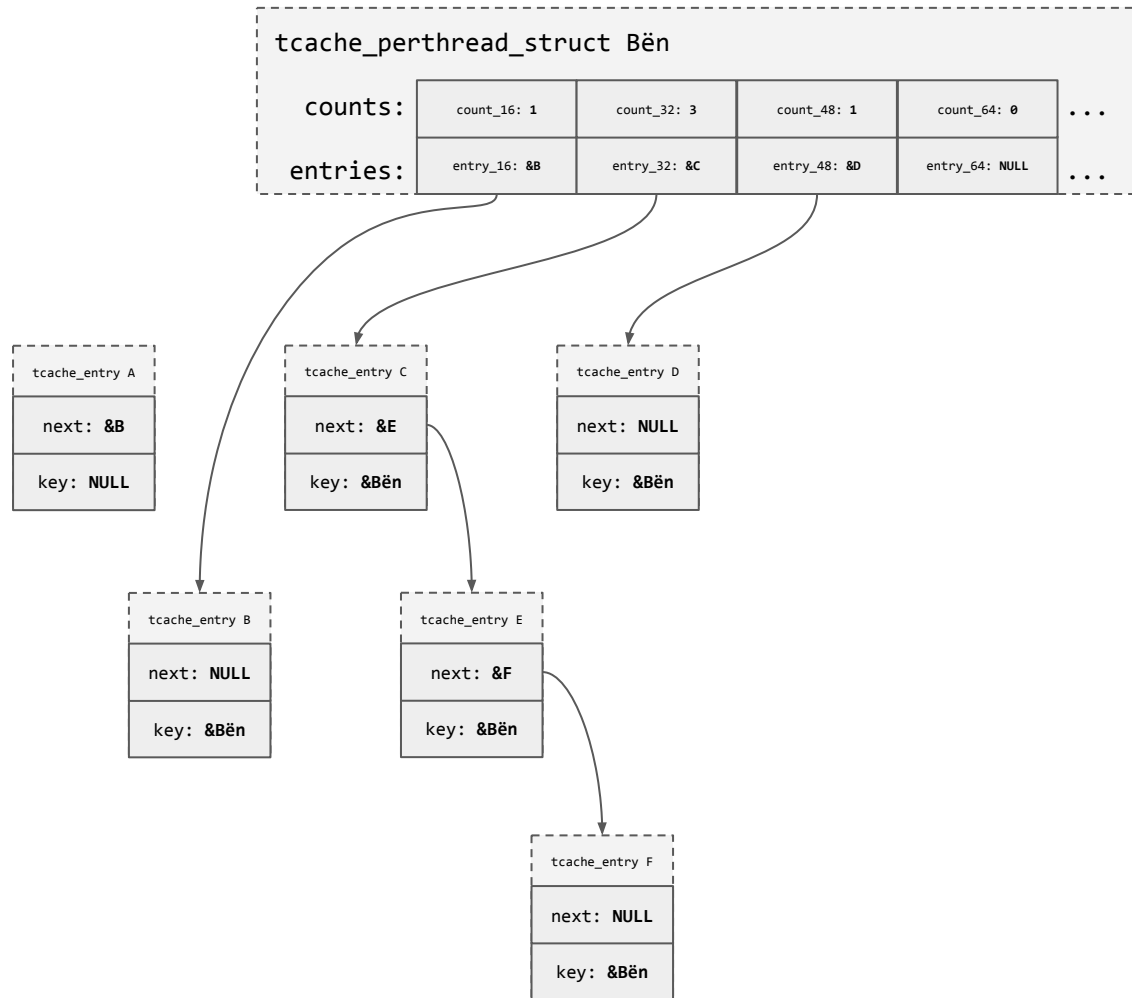 tcache_perthread_struct Bën
counts: count_16: 1 count_32: 3 count_48: 1 count_64: 0 ...
entries: entry_16: &B entry_32: &C entry_48: &D entry_64: NULL ...
tcache_entry A
next: &B
key: NULL
tcache_entry C
next: &E
key: &Bën
tcache_entry D
next: NULL
key: &Bën
tcache_entry B
next: NULL
key: &Bën
tcache_entry E
next: &F
key: &Bën
tcache_entry F
next: NULL
key: &Bën